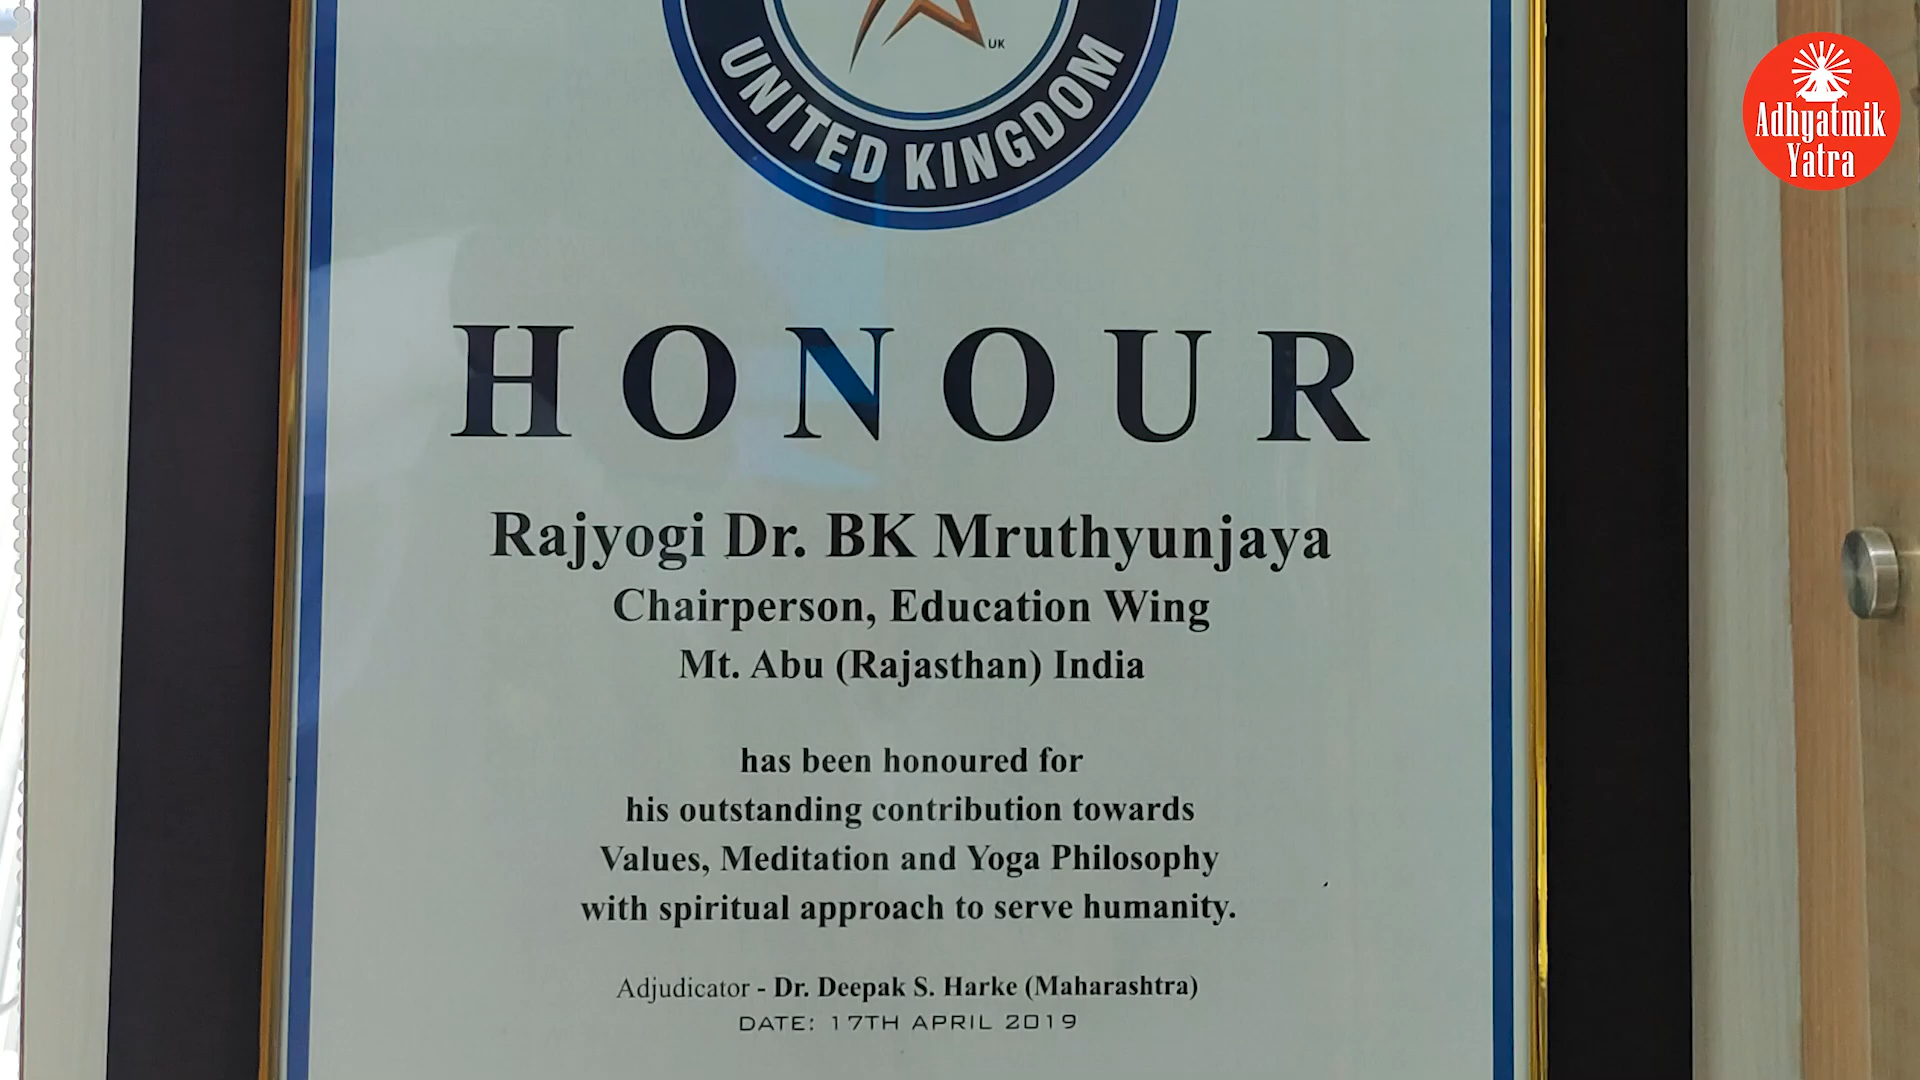 UK
UNITED KINGDOM
Adhyatmik
Yatra
HONOUR
Rajyogi Dr. BK Mruthyunjaya
Chairperson, Education Wing
Mt. Abu (Rajasthan) India
has been honoured for
his outstanding contribution towards
Values, Meditation and Yoga Philosophy
with spiritual approach to serve humanity.
Adjudicator - Dr. Deepak S. Harke (Maharashtra)
DATE: 17TH APRIL 2019